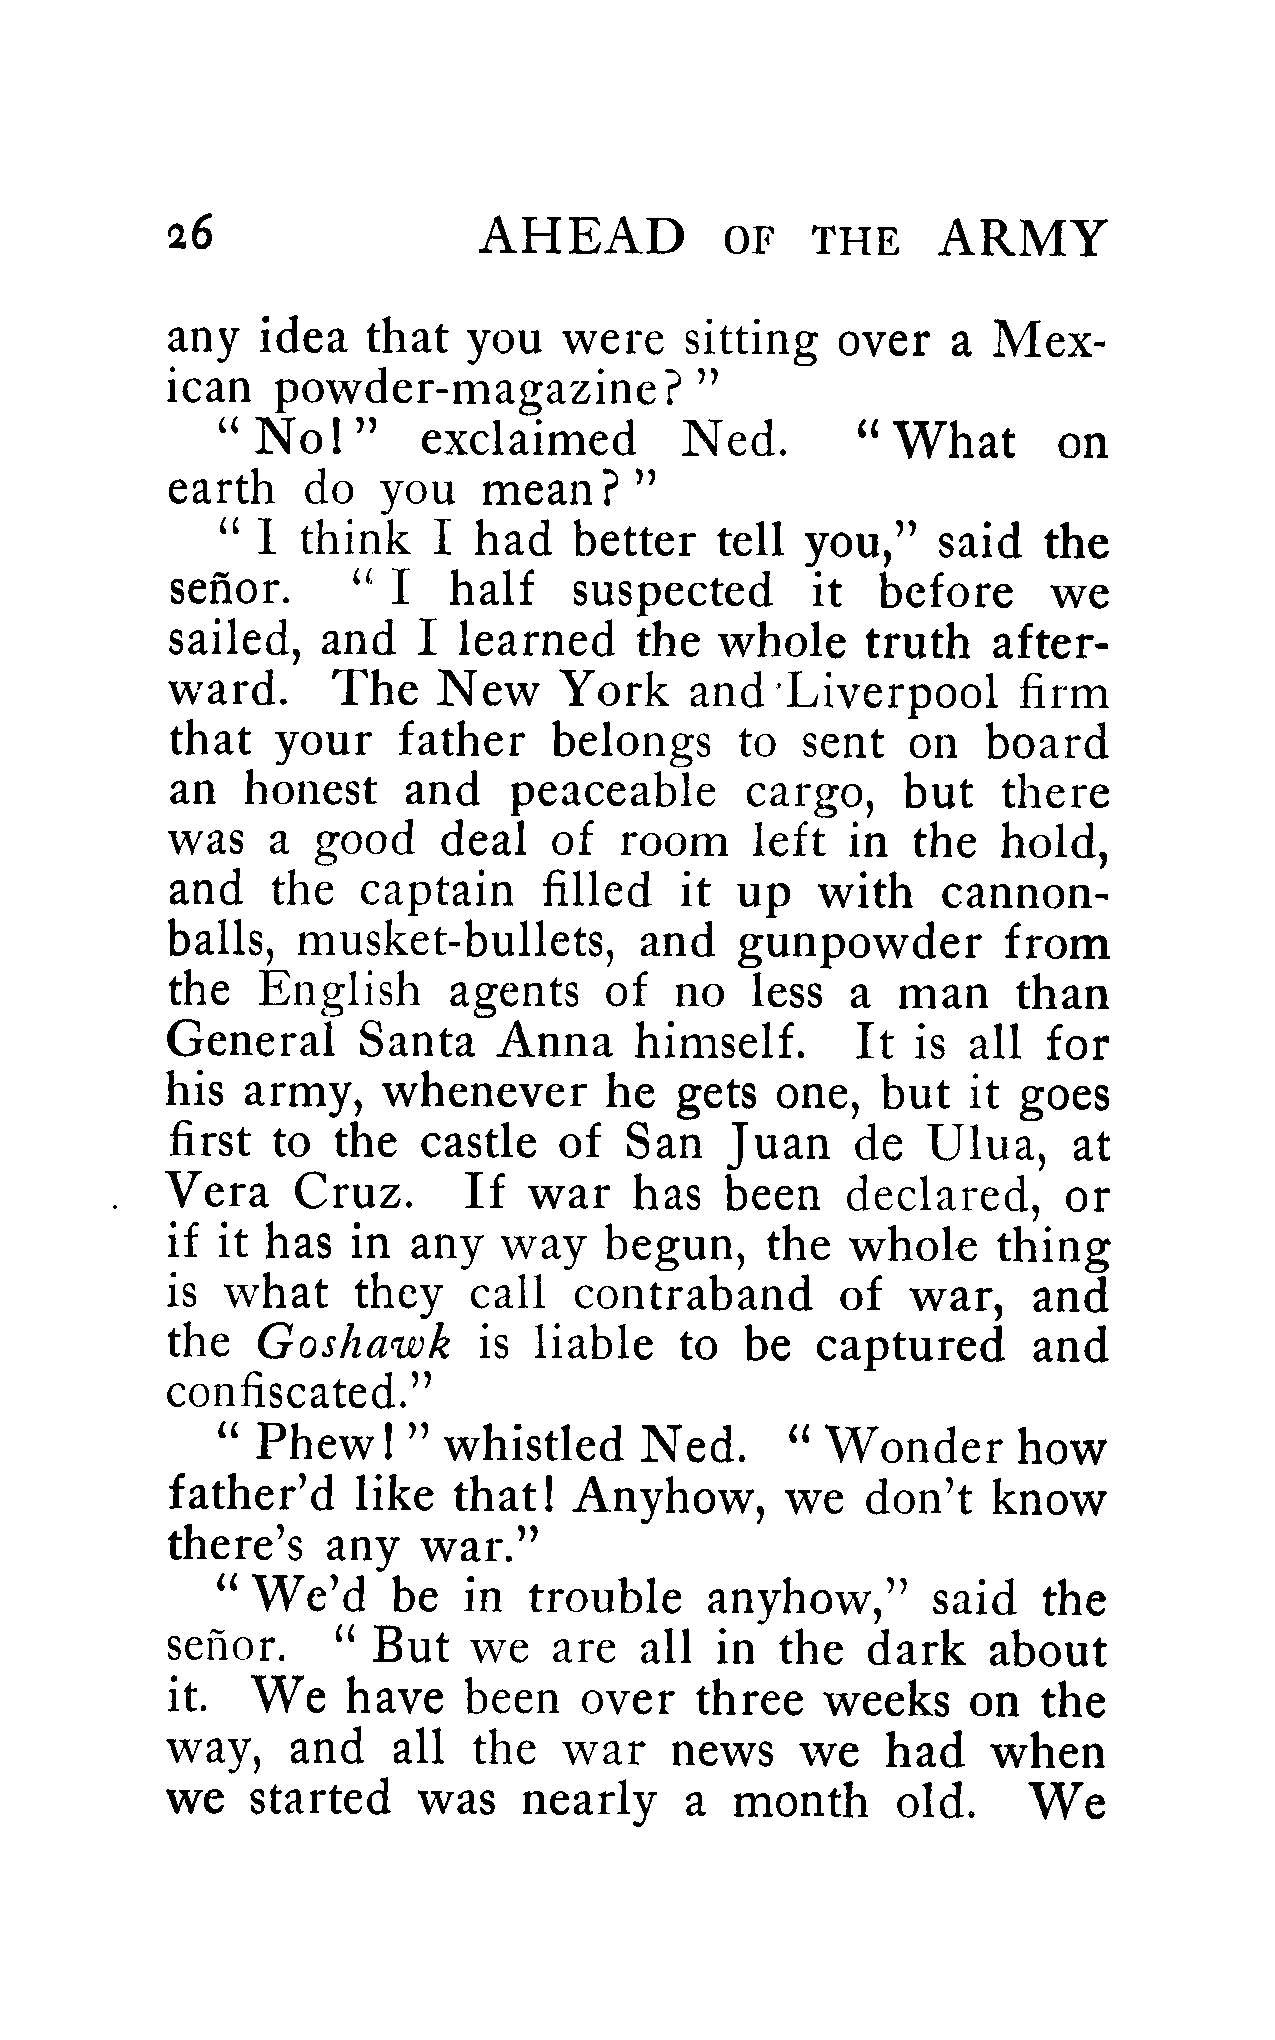 26 AHEAD OF THE ARMY
any idea that you were sitting over a Mex-
ican powder-magazine?"
"No!" exclaimed Ned. "What on
earth do you mean?"
"I think I had better tell you," said the
señor. "I half suspected it before we
sailed, and I learned the whole truth after-
ward. The New York and Liverpool firm
that your father belongs to sent on board
an honest and peaceable cargo, but there
was a good deal of room left in the hold,
and the captain filled it up with cannon-
balls, musket-bullets, and gunpowder from
the English agents of no less a man than
General Santa Anna himself. It is all for
his army, whenever he gets one, but it goes
first to the castle of San Juan de Ulua, at
Vera Cruz. If war has been declared, or
if it has in any way begun, the whole thing
is what they call contraband of war, and
the Goshawk is liable to be captured and
confiscated."
"Phew!" whistled Ned. "Wonder how
father'd like that! Anyhow, we don't know
there's any war."
"We'd be in trouble anyhow," said the
señor. "But we are all in the dark about
it. We have been over three weeks on the
way, and all the war news we had when
we started was nearly a month old. We